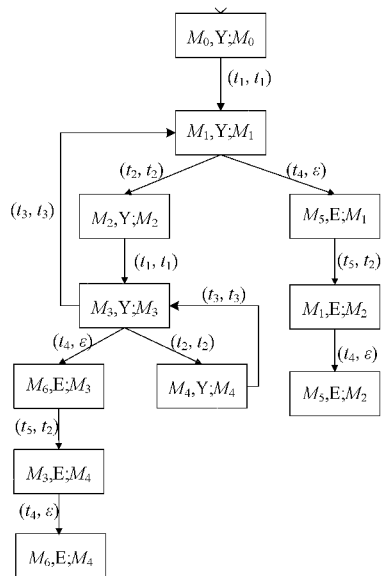 M₀,Y;M₀
(t₁, t₁)
M₁,Y;M₁
(t₂, t₂)
(t₄, ε)
(t₃, t₃)
M₂,Y;M₂
M₅,E;M₁
(t₁, t₁)
(t₅, t₂)
M₃,Y;M₃
(t₃, t₃)
M₁,E;M₂
(t₄, ε)
(t₂, t₂)
(t₄, ε)
M₆,E;M₃
M₄,Y;M₄
M₅,E;M₂
(t₅, t₂)
M₃,E;M₄
(t₄, ε)
M₆,E;M₄